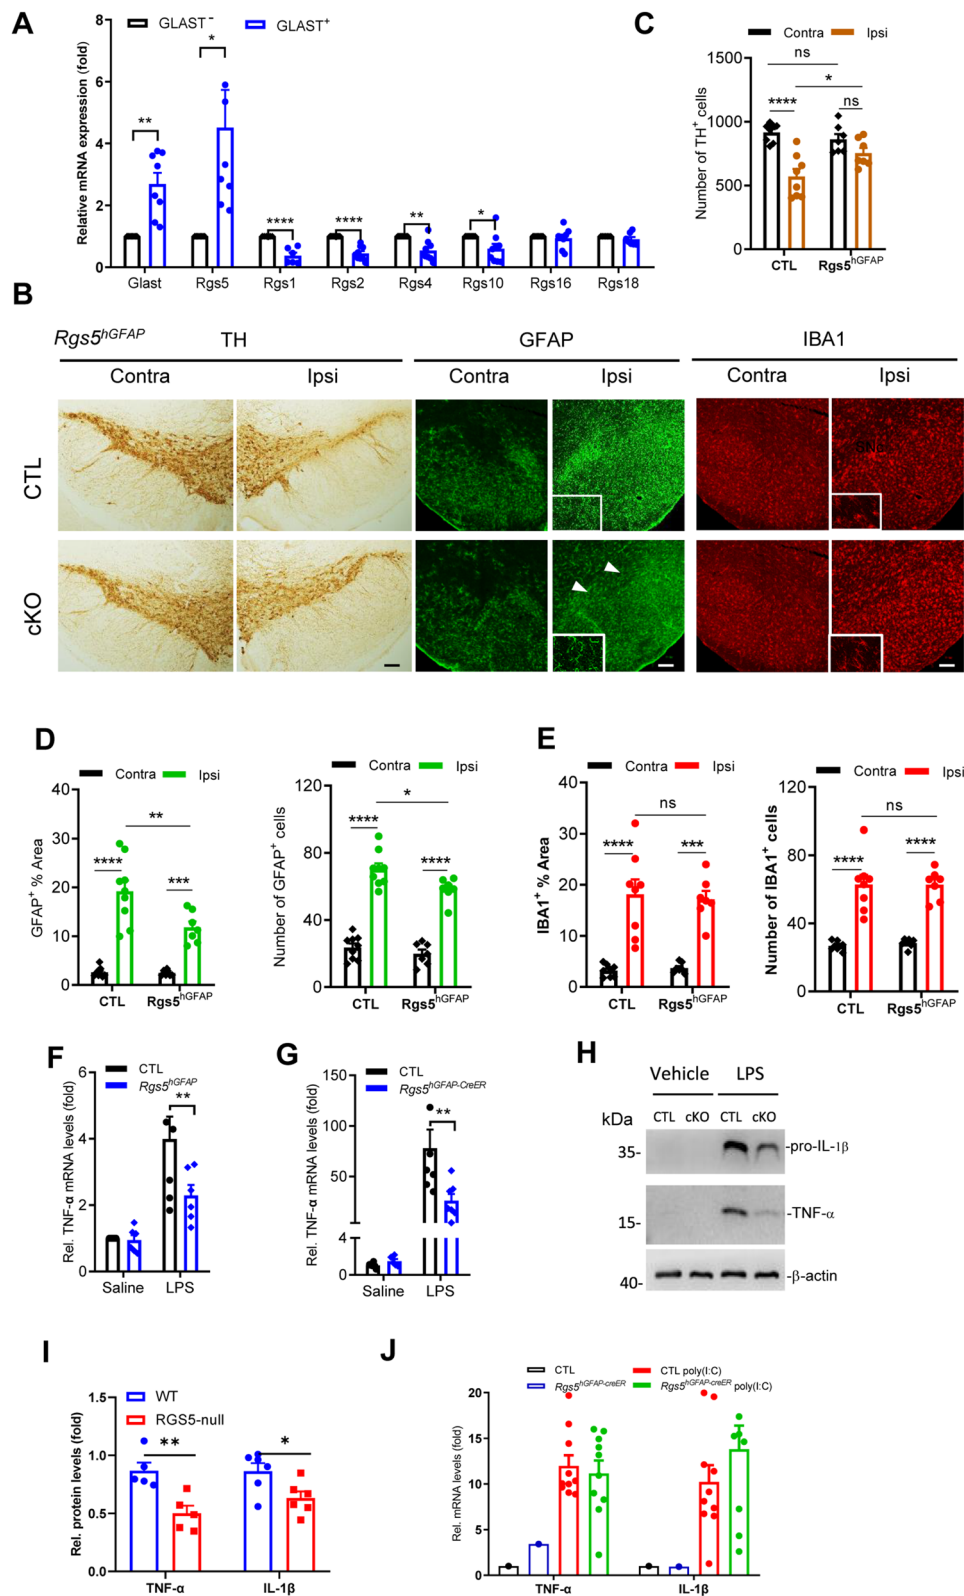 A
GLAST⁻ GLAST⁺
Relative mRNA expression (fold)
8
6
4
2
0
** * **** **** ** *
Glast Rgs5 Rgs1 Rgs2 Rgs4 Rgs10 Rgs16 Rgs18
C
Contra Ipsi
Number of TH⁺ cells
1500
1000
500
0
ns
*
**** ns
CTL Rgs5ʰᴳᶠᴬᴾ
B
Rgs5ʰᴳᶠᴬᴾ TH GFAP IBA1
Contra Ipsi Contra Ipsi Contra Ipsi
CTL
SN
cKO
D
Contra Ipsi
GFAP⁺ % Area
40
30
20
10
0
**
**** ***
CTL Rgs5ʰᴳᶠᴬᴾ
Contra Ipsi
Number of GFAP⁺ cells
120
80
40
0
*
**** ****
CTL Rgs5ʰᴳᶠᴬᴾ
E
Contra Ipsi
IBA1⁺ % Area
40
30
20
10
0
ns
**** ***
CTL Rgs5ʰᴳᶠᴬᴾ
Contra Ipsi
Number of IBA1⁺ cells
120
90
60
30
0
ns
**** ****
CTL Rgs5ʰᴳᶠᴬᴾ
F
CTL
Rgs5ʰᴳᶠᴬᴾ
Rel. TNF-α mRNA levels (fold)
6
4
2
0
**
Saline LPS
G
CTL
Rgs5ʰᴳᶠᴬᴾ⁻ᶜʳᵉᴱᴿ
Rel. TNF-α mRNA levels (fold)
150
100
50
4
0
**
Saline LPS
H
Vehicle LPS
kDa CTL cKO CTL cKO
35- -pro-IL-1β
15- -TNF-α
40- -β-actin
I
WT
RGS5-null
Rel. protein levels (fold)
1.5
1.0
0.5
0.0
** *
TNF-α IL-1β
J
CTL CTL poly(I:C)
Rgs5ʰᴳᶠᴬᴾ⁻ᶜʳᵉᴱᴿ Rgs5ʰᴳᶠᴬᴾ⁻ᶜʳᵉᴱᴿ poly(I:C)
Rel. mRNA levels (fold)
20
15
10
5
0
TNF-α IL-1β